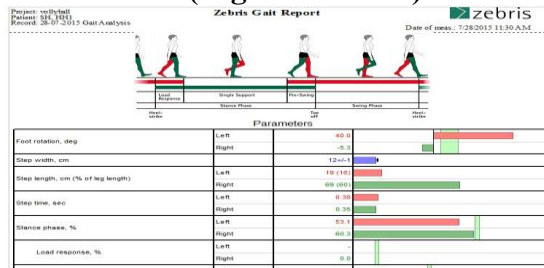 Project: vollyball
Patient: SH, HH1
Record: 28-07-2015 Gait Analysis
Zebris Gait Report
zebris
Date of meas.: 7/28/2015 11:30 AM
Load Response
Single Support
Pre-Swing
Stance Phase
Swing Phase
Heel-strike
Toe off
Heel-strike
Parameters
Foot rotation, deg
Left 40.0
Right -5.3
Step width, cm 12+/-1
Step length, cm (% of leg length)
Left 19 (16)
Right 69 (60)
Step time, sec
Left 0.38
Right 0.35
Stance phase, %
Left 53.1
Right 60.3
Load response, %
Left -
Right 0.0